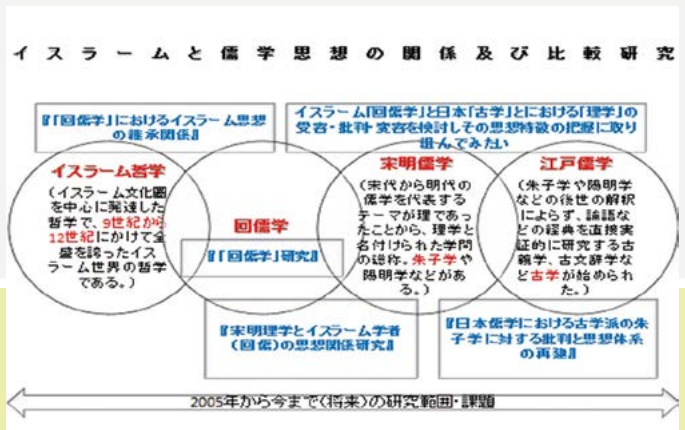 イスラームと儒学思想の関係及び比較研究
『「回儒学」におけるイスラーム思想
の継承関係』
イスラーム「回儒学」と日本「古学」とにおける「理学」の
受容・批判・変容を検討しその思想特徴の把握に取り
組んでみたい
イスラーム哲学
(イスラーム文化圏
を中心に発達した
哲学で、9世紀から
12世紀にかけて全
盛を誇ったイス
ラーム世界の哲学
である。)
回儒学
『「回儒学」研究』
宋明儒学
(宋代から明代の
儒学を代表する
テーマが理であっ
たことから、理学と
名付けられた学問
の総称。朱子学や
陽明学などがあ
る。)
江戸儒学
(朱子学や陽明学
などの後世の解釈
によらず、論語な
どの経典を直接実
証的に研究する古
義学、古文辞学な
ど古学が始められ
た。)
『宋明理学とイスラーム学者
(回儒)の思想関係研究』
『日本儒学における古学派の朱
子学に対する批判と思想体系
の再建』
2005年から今まで(将来)の研究範囲・課題